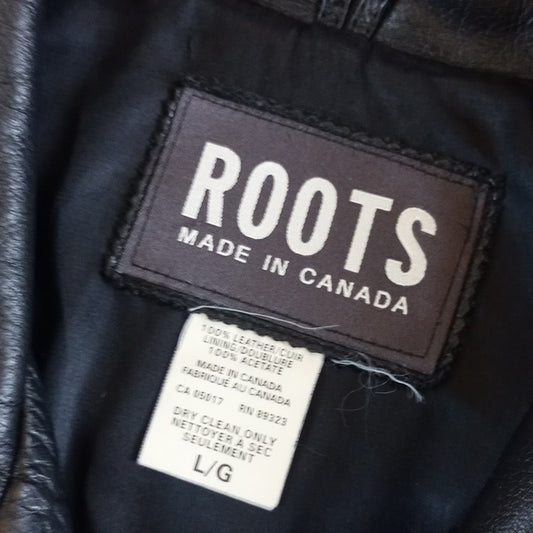 ROOTS
MADE IN CANADA
100% LEATHER/CUIR
LINING/DOUBLURE
100% ACETATE
MADE IN CANADA
FABRIQUE AU CANADA
CA 05017 RN 89323
DRY CLEAN ONLY
NETTOYER A SEC
SEULEMENT
L/G